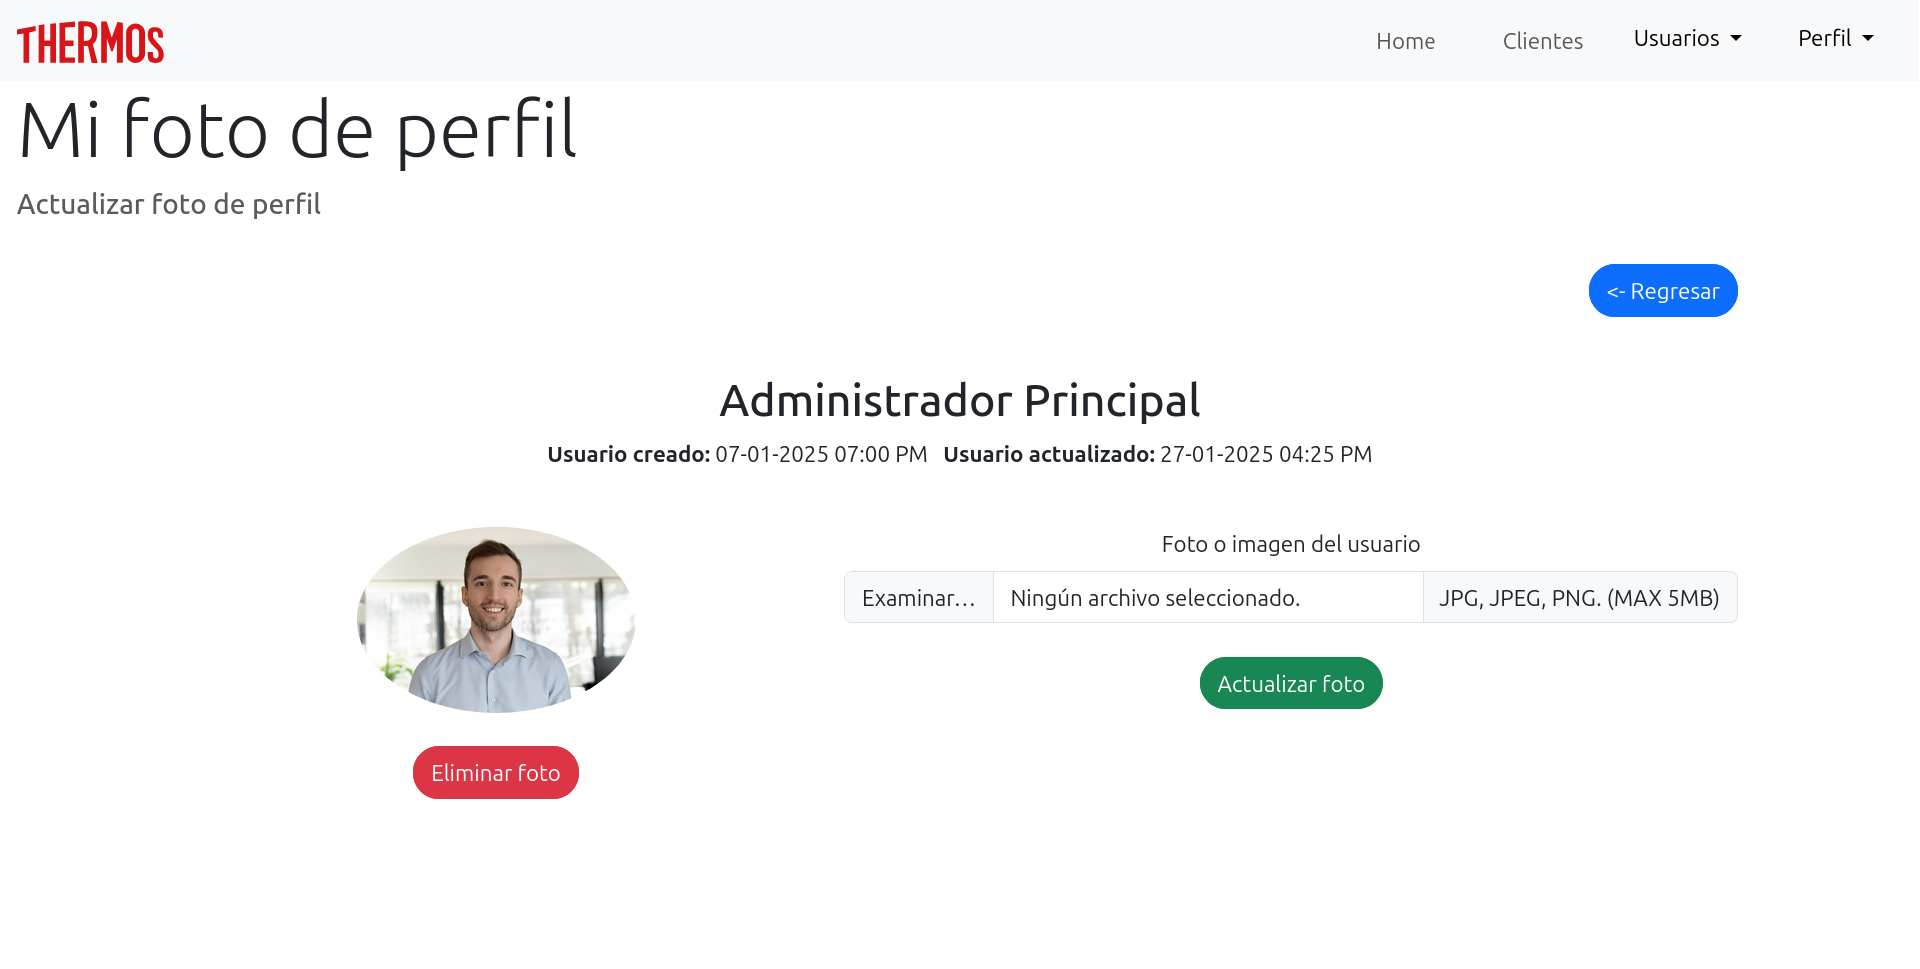 THERMOS
Home Clientes Usuarios Perfil
Mi foto de perfil
Actualizar foto de perfil
<- Regresar
Administrador Principal
Usuario creado: 07-01-2025 07:00 PM Usuario actualizado: 27-01-2025 04:25 PM
Foto o imagen del usuario
Examinar... Ningún archivo seleccionado. JPG, JPEG, PNG. (MAX 5MB)
Actualizar foto
Eliminar foto